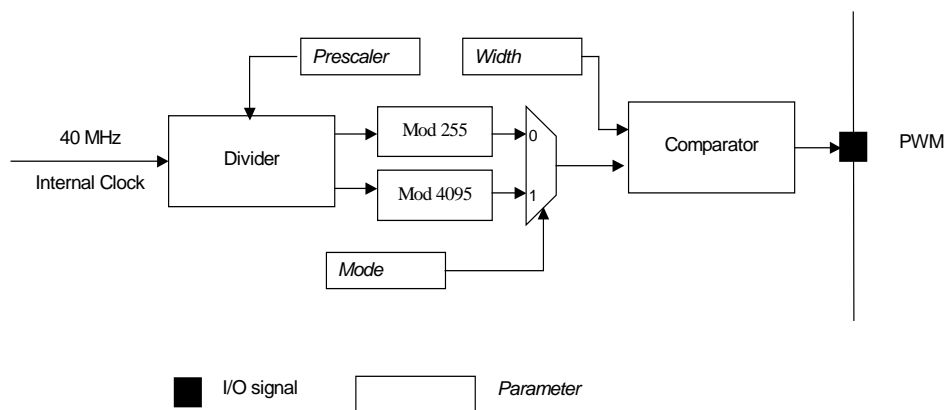 Prescaler
Width
40 MHz
Internal Clock
Divider
Mod 255
Mod 4095
0
1
Comparator
PWM
Mode
I/O signal
Parameter